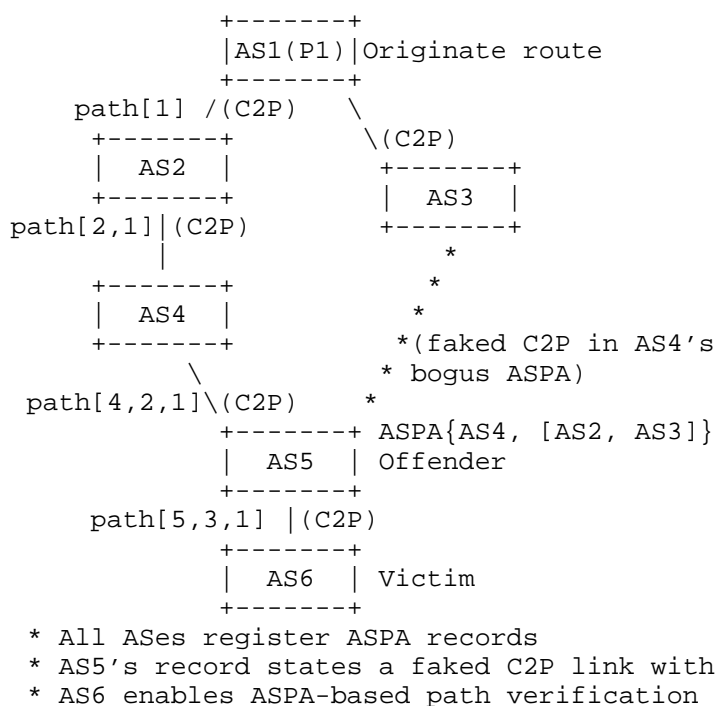 +-------+
|AS1(P1)|Originate route
+-------+
path[1] /(C2P) \
+-------+ \(C2P)
| AS2 | +-------+
+-------+ | AS3 |
path[2,1]|(C2P) +-------+
| *
+-------+ *
| AS4 | *
+-------+ *(faked C2P in AS4's
\ * bogus ASPA)
path[4,2,1]\(C2P) *
+-------+ ASPA{AS4, [AS2, AS3]}
| AS5 | Offender
+-------+
path[5,3,1] |(C2P)
+-------+
| AS6 | Victim
+-------+
* All ASes register ASPA records
* AS5's record states a faked C2P link with
* AS6 enables ASPA-based path verification